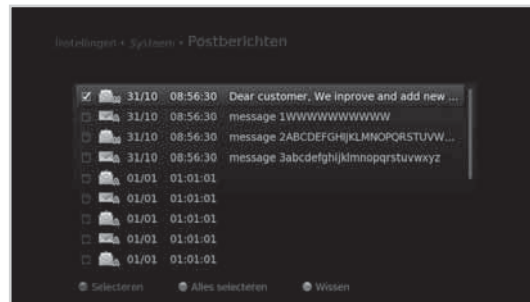 Instellingen • Systeem • Postberichten
31/10 08:56:30 Dear customer, We inprove and add new ...
31/10 08:56:30 message 1WWWWWWWWWWW
31/10 08:56:30 message 2ABCDEFGHIJKLMNOPQRSTUVW...
31/10 08:56:30 message 3abcdefghijklmnopqrstuvwxyz
01/01 01:01:01
01/01 01:01:01
01/01 01:01:01
01/01 01:01:01
01/01 01:01:01
Selecteren Alles selecteren Wissen